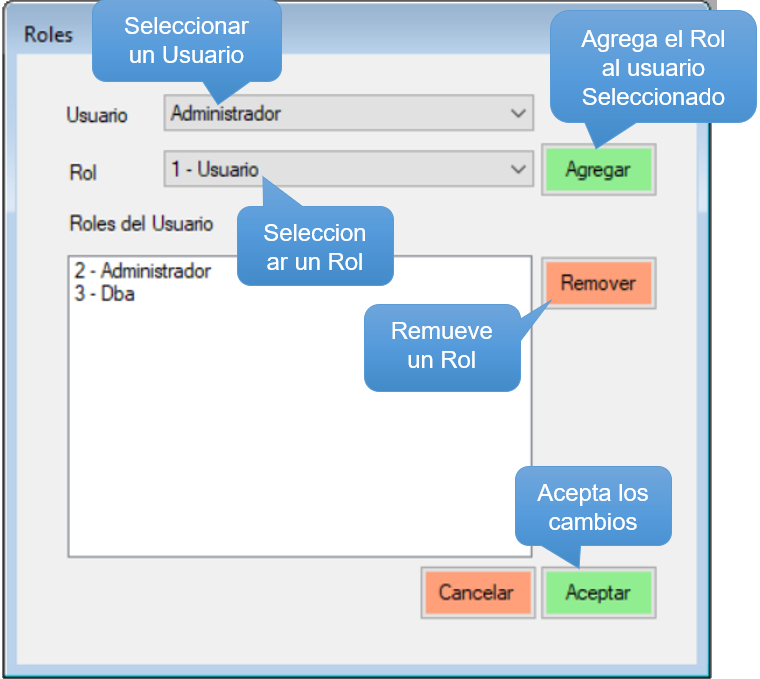 Roles
Seleccionar
un Usuario
Agrega el Rol
al usuario
Seleccionado
Usuario
Administrador
Rol
1 - Usuario
Agregar
Roles del Usuario
Seleccion
ar un Rol
2 - Administrador
3 - Dba
Remover
Remueve
un Rol
Acepta los
cambios
Cancelar
Aceptar